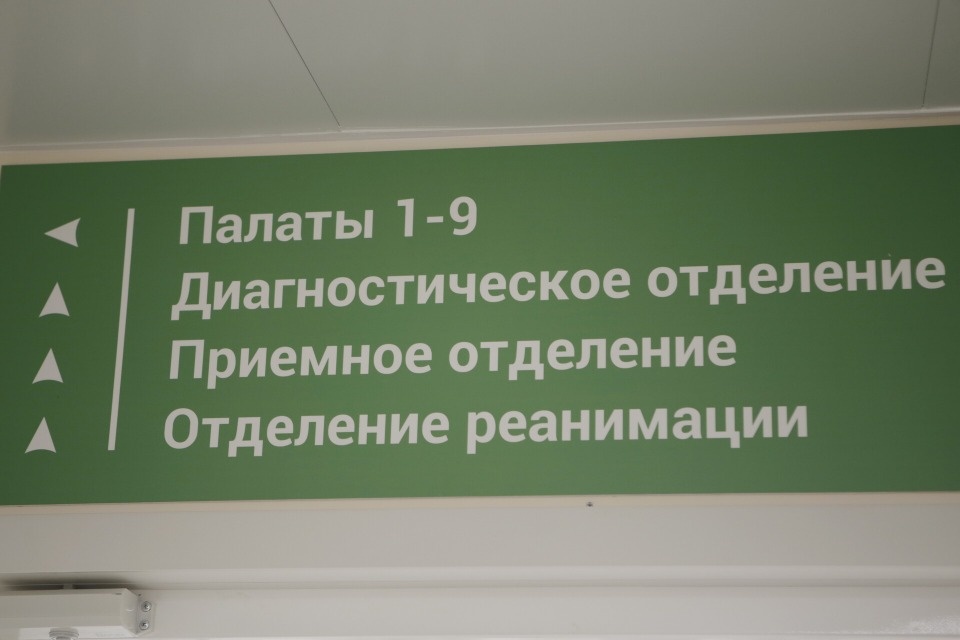 Палаты 1-9
Диагностическое отделение
Приемное отделение
Отделение реанимации